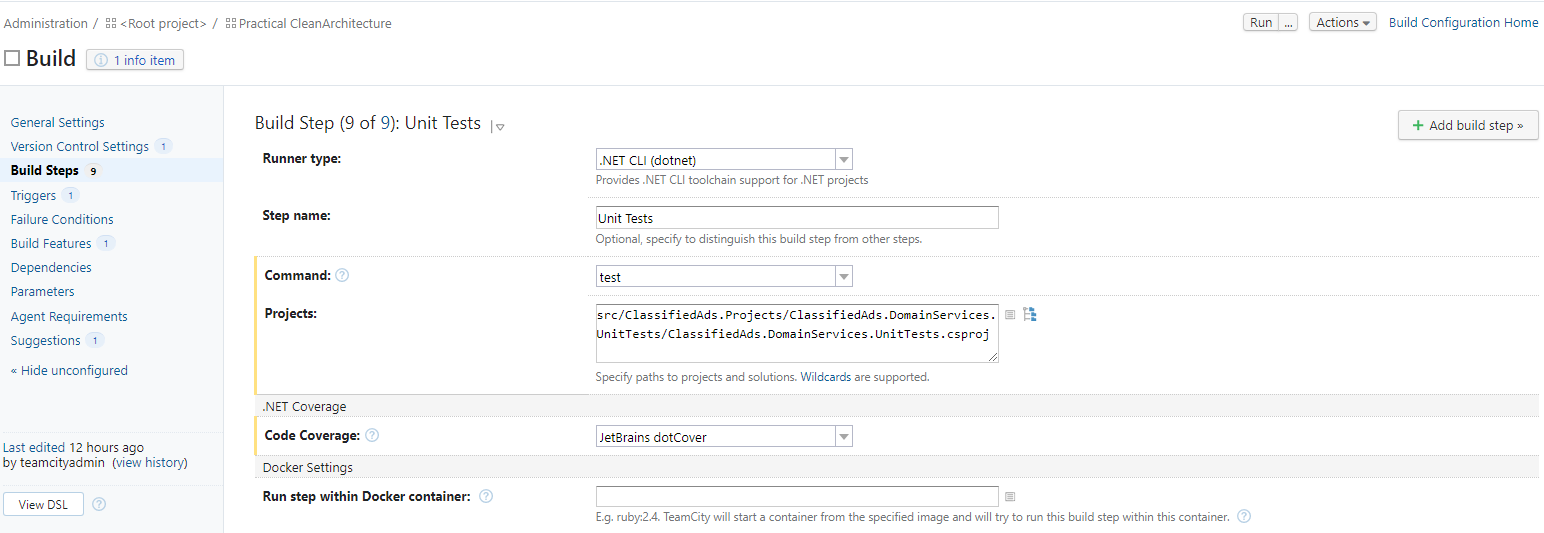 Administration / <Root project> / Practical CleanArchitecture
Run ... Actions Build Configuration Home
Build 1 info item
General Settings
Version Control Settings 1
Build Steps 9
Triggers 1
Failure Conditions
Build Features 1
Dependencies
Parameters
Agent Requirements
Suggestions 1
« Hide unconfigured
Last edited 12 hours ago
by teamcityadmin (view history)
View DSL ?
Build Step (9 of 9): Unit Tests
+ Add build step »
Runner type: .NET CLI (dotnet)
Provides .NET CLI toolchain support for .NET projects
Step name: Unit Tests
Optional, specify to distinguish this build step from other steps.
Command: ? test
Projects: src/ClassifiedAds.Projects/ClassifiedAds.DomainServices.
UnitTests/ClassifiedAds.DomainServices.UnitTests.csproj
Specify paths to projects and solutions. Wildcards are supported.
.NET Coverage
Code Coverage: ? JetBrains dotCover
Docker Settings
Run step within Docker container: ?
E.g. ruby:2.4. TeamCity will start a container from the specified image and will try to run this build step within this container. ?